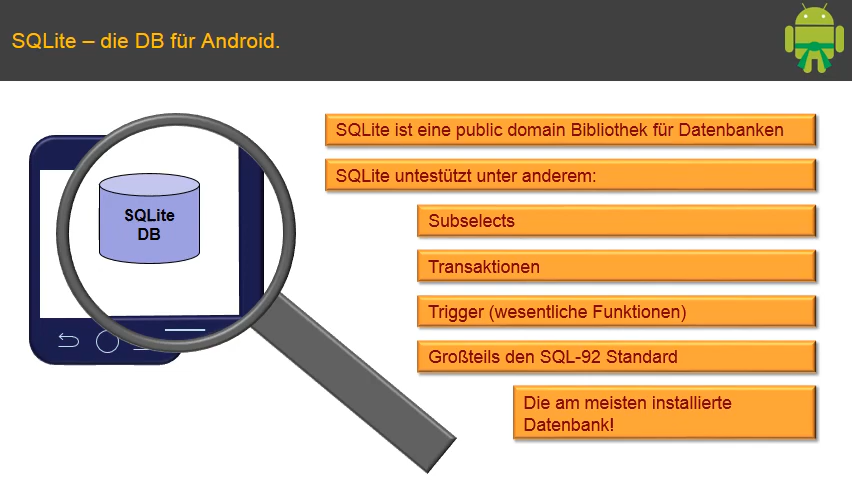 SQLite – die DB für Android.
SQLite
DB
SQLite ist eine public domain Bibliothek für Datenbanken
SQLite untestützt unter anderem:
Subselects
Transaktionen
Trigger (wesentliche Funktionen)
Großteils den SQL-92 Standard
Die am meisten installierte
Datenbank!